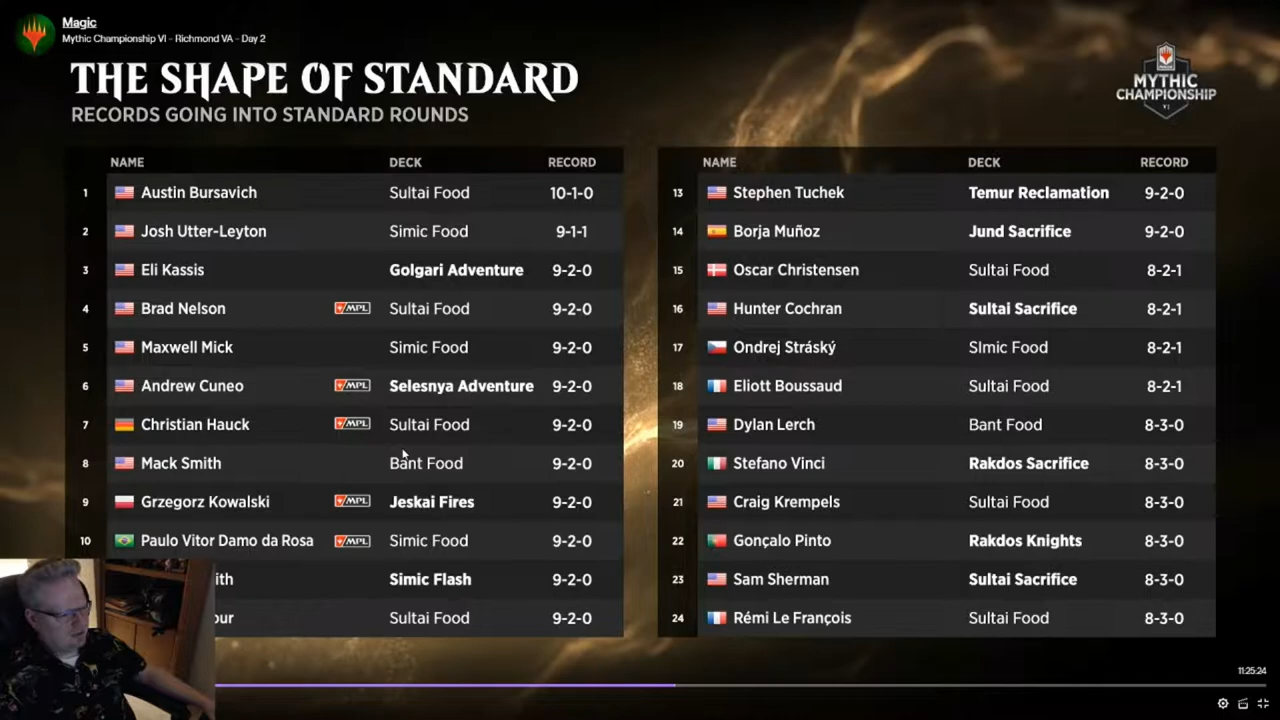 Magic
Mythic Championship VI - Richmond VA - Day 2
THE SHAPE OF STANDARD
RECORDS GOING INTO STANDARD ROUNDS
MYTHIC
CHAMPIONSHIP
VI
NAME DECK RECORD
1 Austin Bursavich Sultai Food 10-1-0
2 Josh Utter-Leyton Simic Food 9-1-1
3 Eli Kassis Golgari Adventure 9-2-0
4 Brad Nelson MPL Sultai Food 9-2-0
5 Maxwell Mick Simic Food 9-2-0
6 Andrew Cuneo MPL Selesnya Adventure 9-2-0
7 Christian Hauck MPL Sultai Food 9-2-0
8 Mack Smith Bant Food 9-2-0
9 Grzegorz Kowalski MPL Jeskai Fires 9-2-0
10 Paulo Vitor Damo da Rosa MPL Simic Food 9-2-0
ith Simic Flash 9-2-0
our Sultai Food 9-2-0
NAME DECK RECORD
13 Stephen Tuchek Temur Reclamation 9-2-0
14 Borja Muñoz Jund Sacrifice 9-2-0
15 Oscar Christensen Sultai Food 8-2-1
16 Hunter Cochran Sultai Sacrifice 8-2-1
17 Ondrej Stráský SImic Food 8-2-1
18 Eliott Boussaud Sultai Food 8-2-1
19 Dylan Lerch Bant Food 8-3-0
20 Stefano Vinci Rakdos Sacrifice 8-3-0
21 Craig Krempels Sultai Food 8-3-0
22 Gonçalo Pinto Rakdos Knights 8-3-0
23 Sam Sherman Sultai Sacrifice 8-3-0
24 Rémi Le François Sultai Food 8-3-0
11:25:24